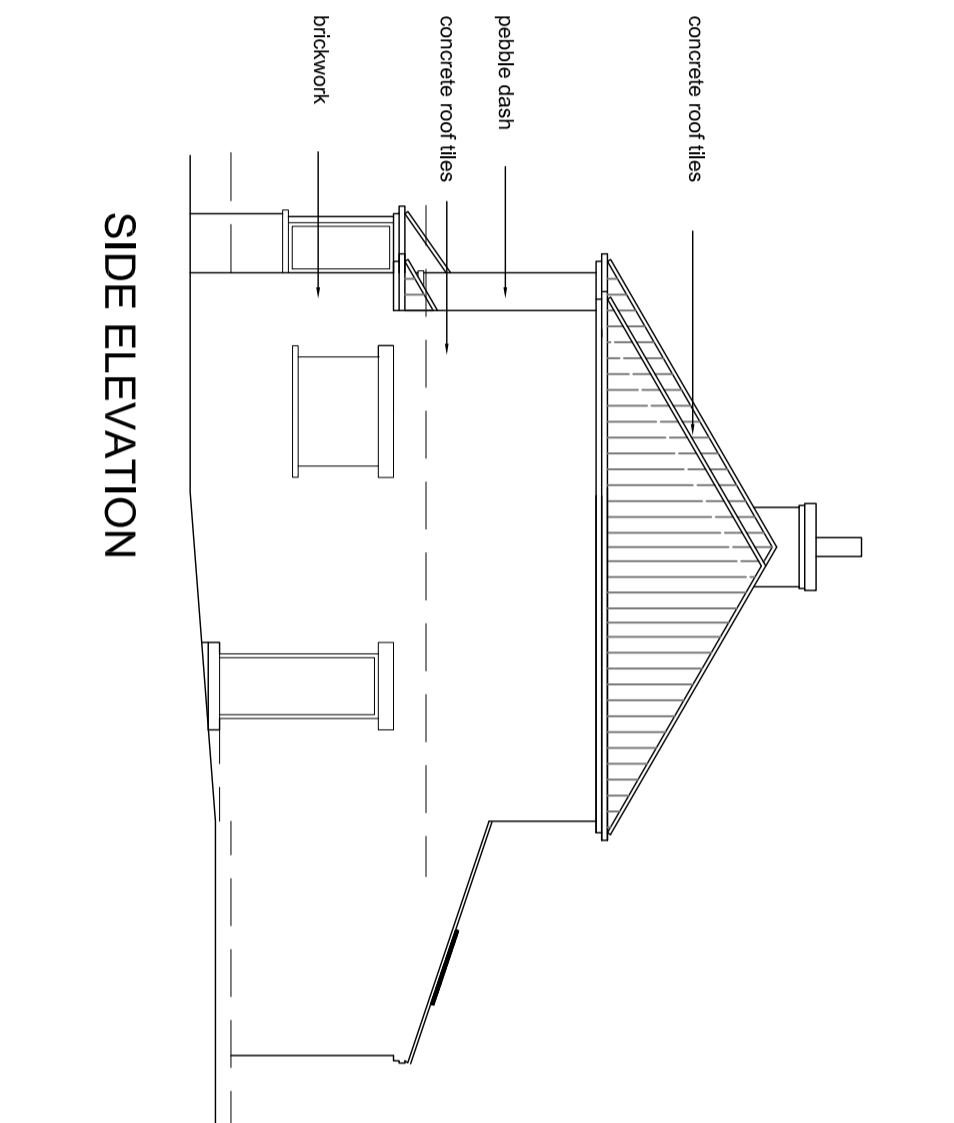 concrete roof tiles
pebble dash
concrete roof tiles
brickwork
SIDE ELEVATION